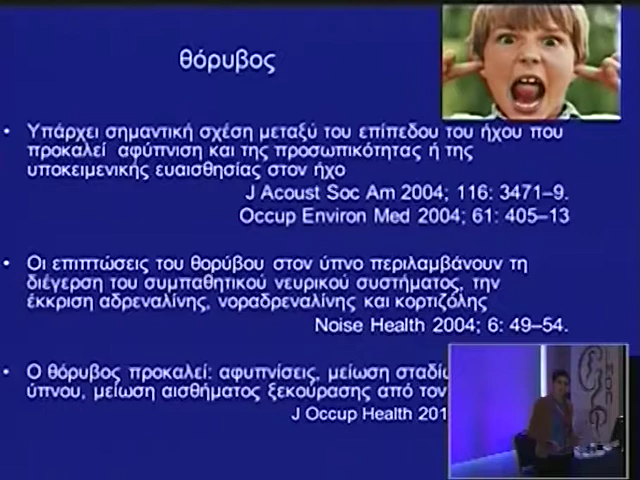 θόρυβος
• Υπάρχει σημαντική σχέση μεταξύ του επίπεδου του ήχου που
προκαλεί αφύπνιση και της προσωπικότητας ή της
υποκειμενικής ευαισθησίας στον ήχο
J Acoust Soc Am 2004; 116: 3471–9.
Occup Environ Med 2004; 61: 405–13
• Οι επιπτώσεις του θορύβου στον ύπνο περιλαμβάνουν τη
διέγερση του συμπαθητικού νευρικού συστήματος, την
έκκριση αδρεναλίνης, νοραδρεναλίνης και κορτιζόλης
Noise Health 2004; 6: 49–54.
• Ο θόρυβος προκαλεί: αφυπνίσεις, μείωση
ύπνου, μείωση αισθήματος ξεκούρασης από τον
J Occup Health